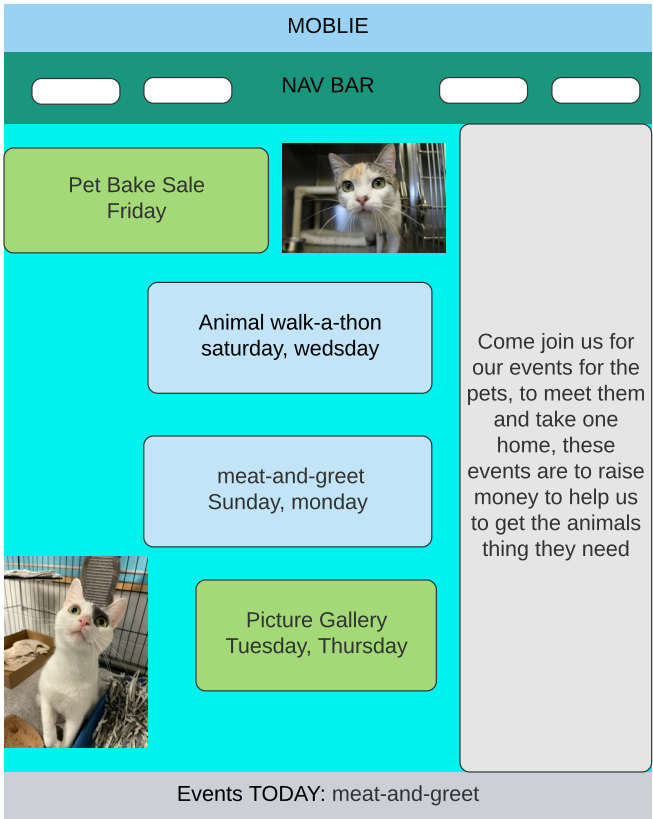 MOBLIE
NAV BAR
Pet Bake Sale
Friday
Animal walk-a-thon
saturday, wedsday
meat-and-greet
Sunday, monday
Picture Gallery
Tuesday, Thursday
Come join us for
our events for the
pets, to meet them
and take one
home, these
events are to raise
money to help us
to get the animals
thing they need
Events TODAY: meat-and-greet